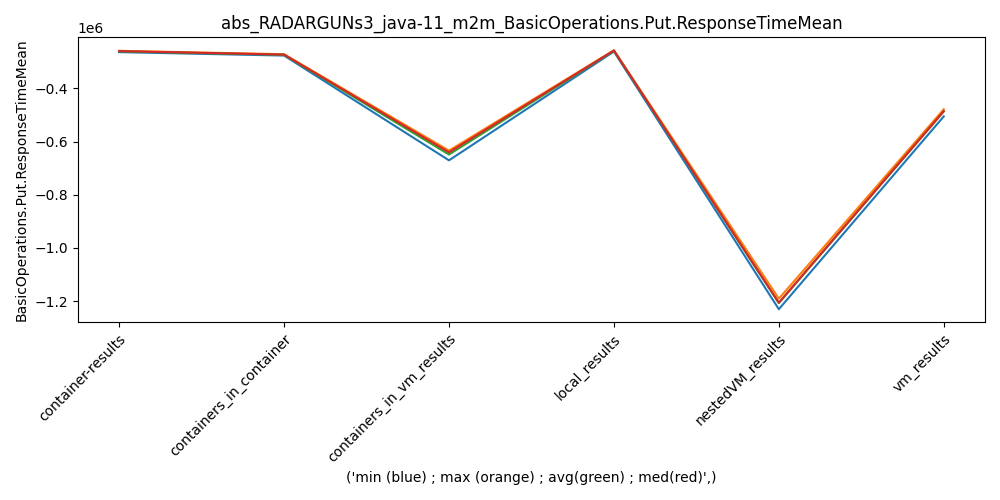 abs_RADARGUNs3_java-11_m2m_BasicOperations.Put.ResponseTimeMean
1e6
BasicOperations.Put.ResponseTimeMean
−0.4
−0.6
−0.8
−1.0
−1.2
container-results
containers_in_container
containers_in_vm_results
local_results
nestedVM_results
vm_results
('min (blue) ; max (orange) ; avg(green) ; med(red)',)